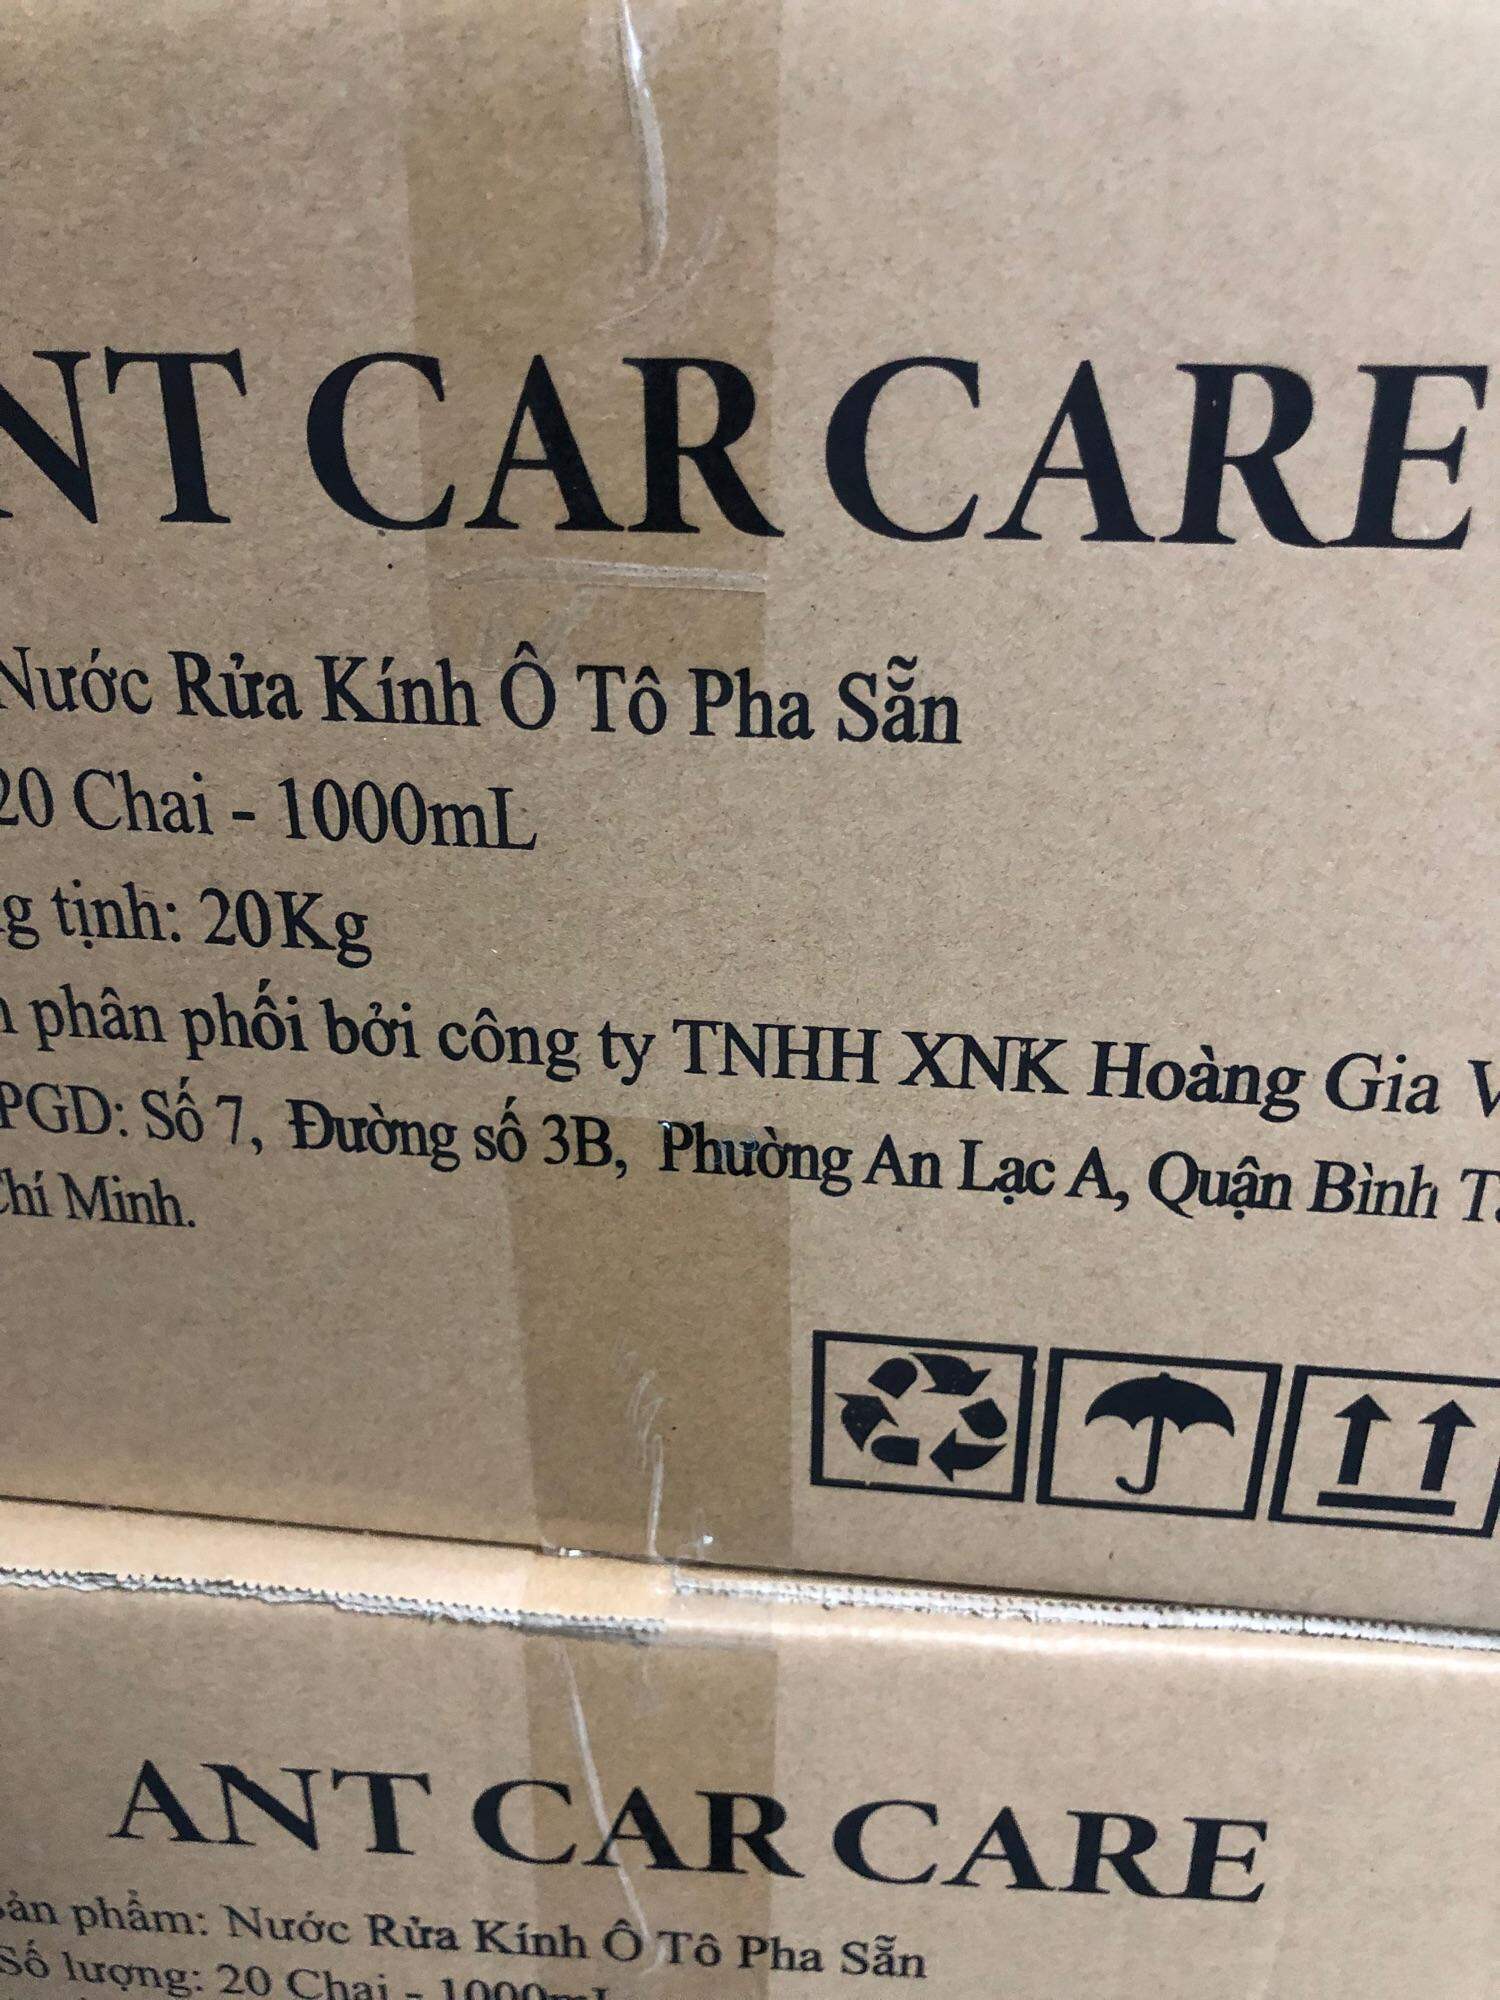 NT CAR CARE
Nước Rửa Kính Ô Tô Pha Sẵn
20 Chai - 1000mL
g tịnh: 20Kg
phân phối bởi công ty TNHH XNK Hoàng Gia V
PGD: Số 7, Đường số 3B, Phường An Lạc A, Quận Bình T
Chí Minh.
ANT CAR CARE
Sản phẩm: Nước Rửa Kính Ô Tô Pha Sẵn
Số lượng: 20 Chai - 1000mL